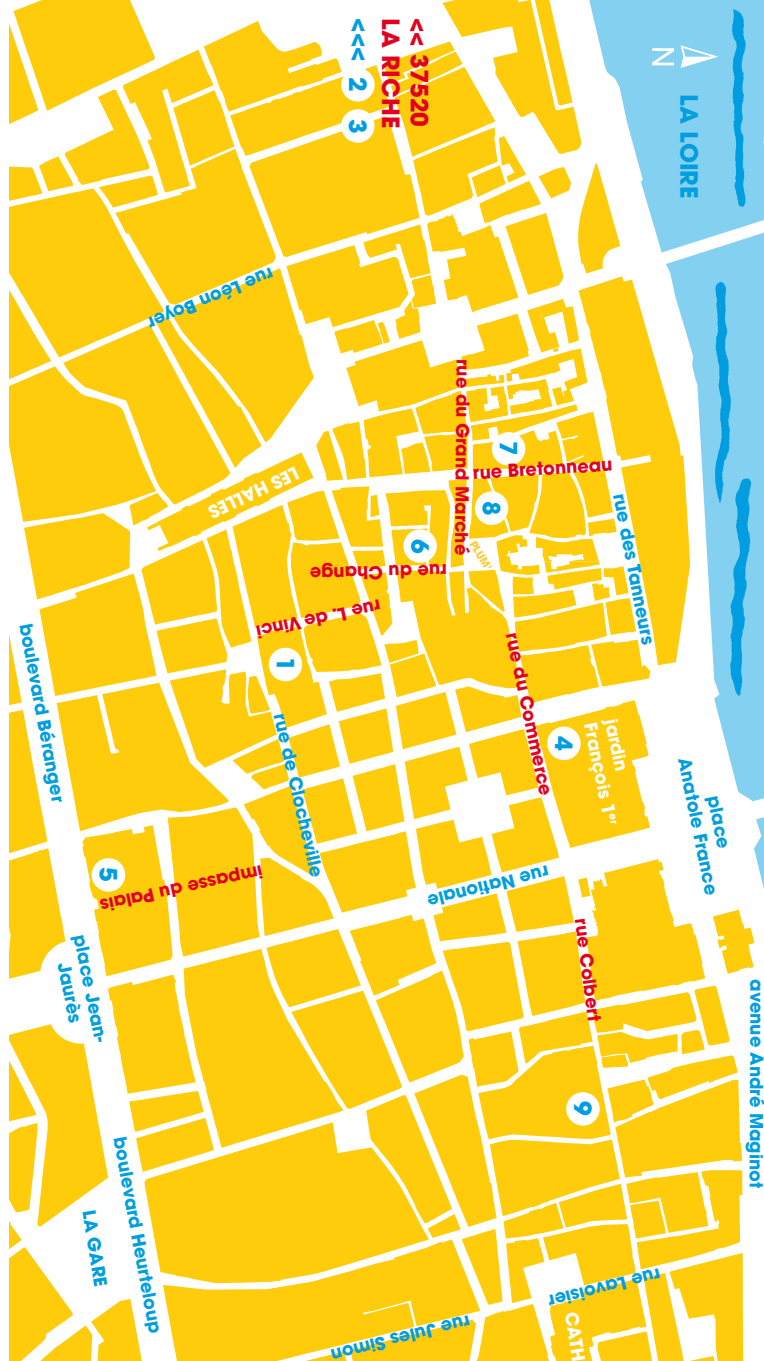 << 37520
LA RICHE
<<< 2 3
N
LA LOIRE
rue Léon Boyer
LES HALLES
rue du Grand Marché
7
rue Bretonneau
8
6
PLUM'
rue des Tanneurs
rue du Change
rue L. de Vinci
1
rue de Clocheville
rue du Commerce
4
jardin
François 1er
place
Anatole France
boulevard Béranger
5
impasse du Palais
rue Nationale
rue Colbert
9
avenue André Maginot
place Jean-
Jaurès
boulevard Heurteloup
LA GARE
rue Jules Simon
rue Lavoisier
CATH